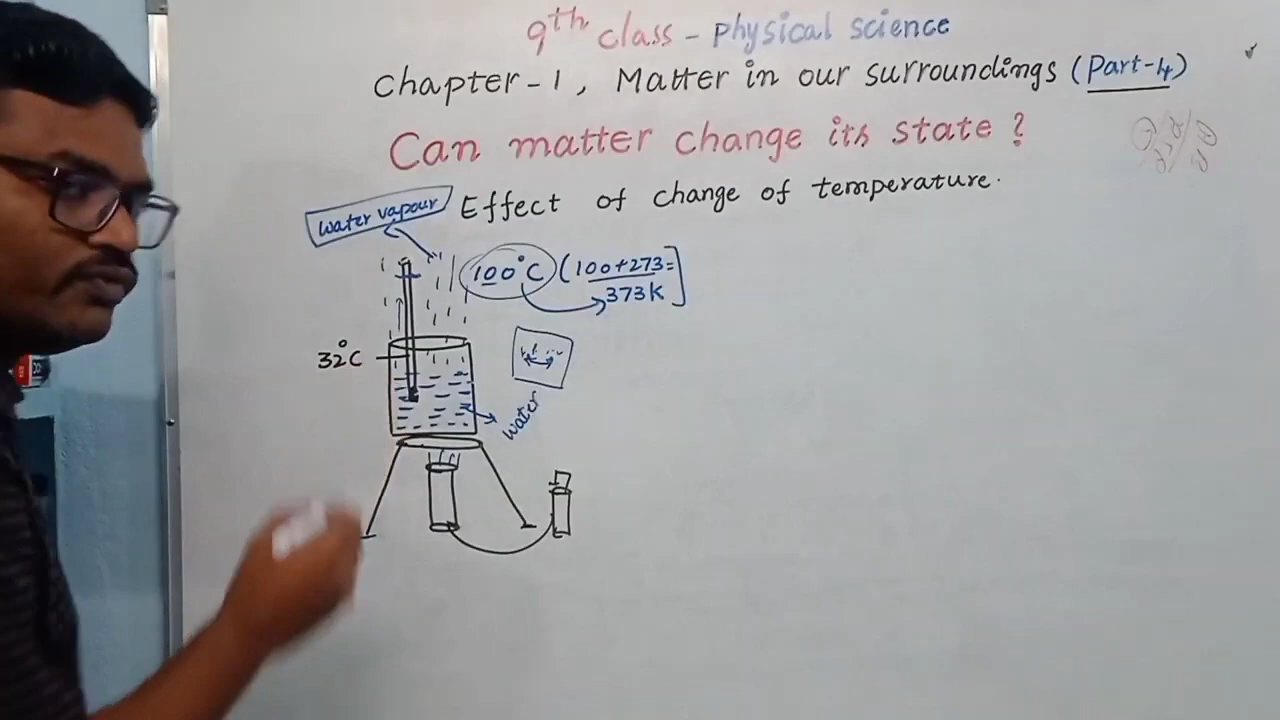 9th class - physical science
Chapter-1, Matter in our surroundings (Part-4)
Can matter change its state?
Effect of change of temperature.
water vapour
100°C (100+273=
373K]
32°C
water